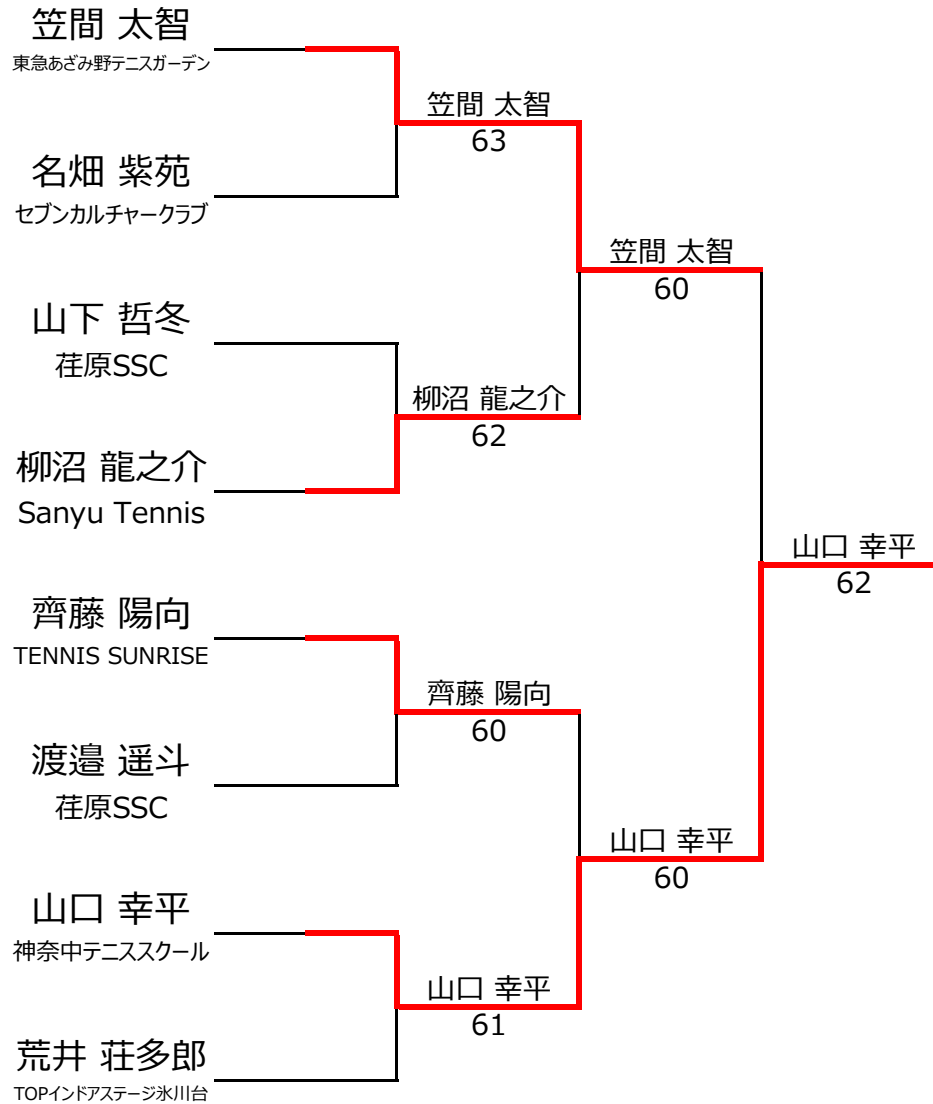 笠間 太智
東急あざみ野テニスガーデン
笠間 太智
63
名畑 紫苑
セブンカルチャークラブ
笠間 太智
60
山下 哲冬
荏原SSC
柳沼 龍之介
62
柳沼 龍之介
Sanyu Tennis
山口 幸平
62
齊藤 陽向
TENNIS SUNRISE
齊藤 陽向
60
渡邉 遥斗
荏原SSC
山口 幸平
60
山口 幸平
神奈中テニススクール
山口 幸平
61
荒井 荘多郎
TOPインドアステージ氷川台